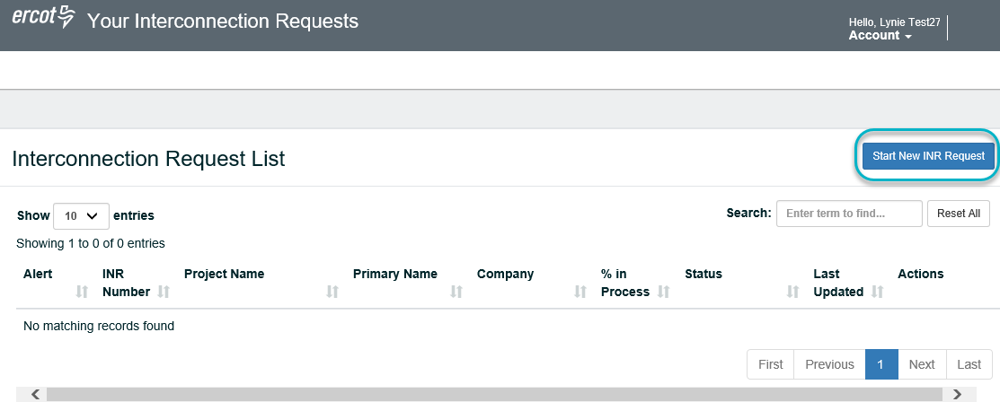 ercot Your Interconnection Requests
Hello, Lynie Test27
Account
Interconnection Request List
Start New INR Request
Show 10 entries
Search: Enter term to find... Reset All
Showing 1 to 0 of 0 entries
Alert INR Project Name Primary Name Company % in Status Last Actions
Number Process Updated
No matching records found
First Previous 1 Next Last